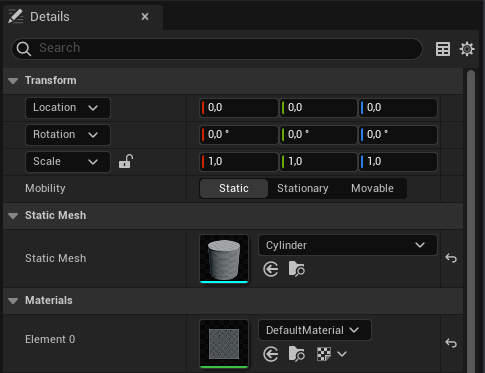 Details
Search
Transform
Location 0,0 0,0 0,0
Rotation 0,0 ° 0,0 ° 0,0 °
Scale 1,0 1,0 1,0
Mobility Static Stationary Movable
Static Mesh
Static Mesh Cylinder
Materials
Element 0 DefaultMaterial